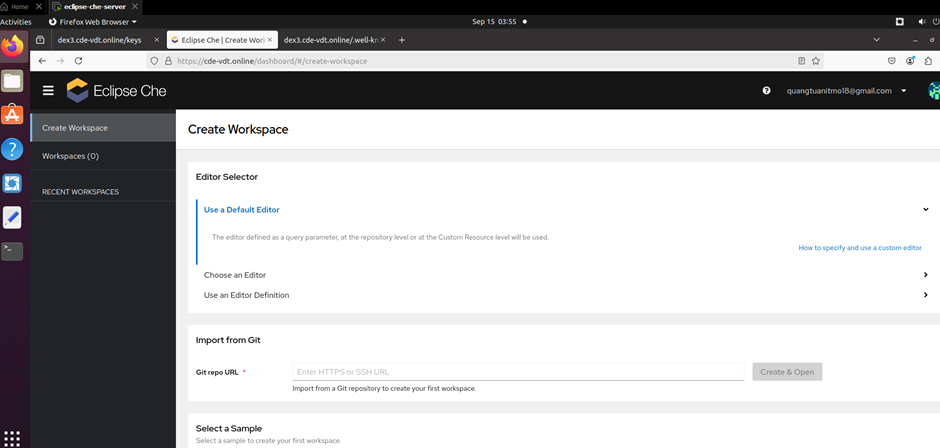 Home
eclipse-che-server
Activities
Firefox Web Browser
Sep 15 03:55
dex3.cde-vdt.online/keys
Eclipse Che | Create Work
dex3.cde-vdt.online/.well-kn
https://cde-vdt.online/dashboard/#/create-workspace
Eclipse Che
quangtuanitmo18@gmail.com
Create Workspace
Workspaces (0)
RECENT WORKSPACES
Create Workspace
Editor Selector
Use a Default Editor
The editor defined as a query parameter, at the repository level or at the Custom Resource level will be used.
How to specify and use a custom editor
Choose an Editor
Use an Editor Definition
Import from Git
Git repo URL *
Enter HTTPS or SSH URL
Create & Open
Import from a Git repository to create your first workspace.
Select a Sample
Select a sample to create your first workspace.